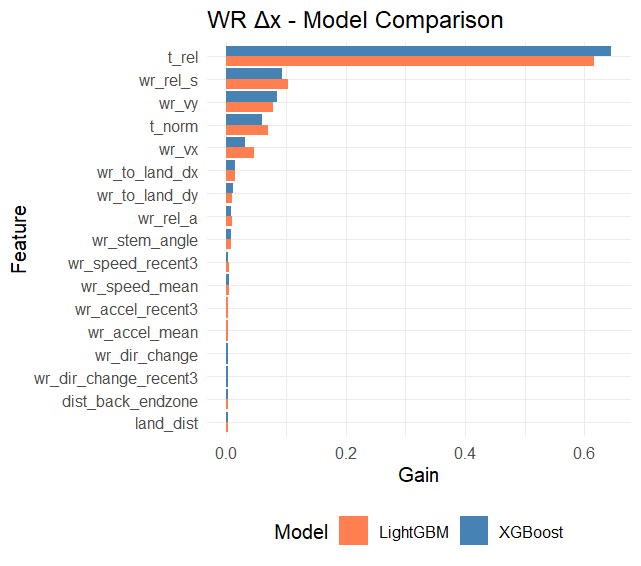 WR Δx - Model Comparison
t_rel
wr_rel_s
wr_vy
t_norm
wr_vx
wr_to_land_dx
wr_to_land_dy
wr_rel_a
wr_stem_angle
wr_speed_recent3
wr_speed_mean
wr_accel_recent3
wr_accel_mean
wr_dir_change
wr_dir_change_recent3
dist_back_endzone
land_dist
Feature
0.0 0.2 0.4 0.6
Gain
Model LightGBM XGBoost